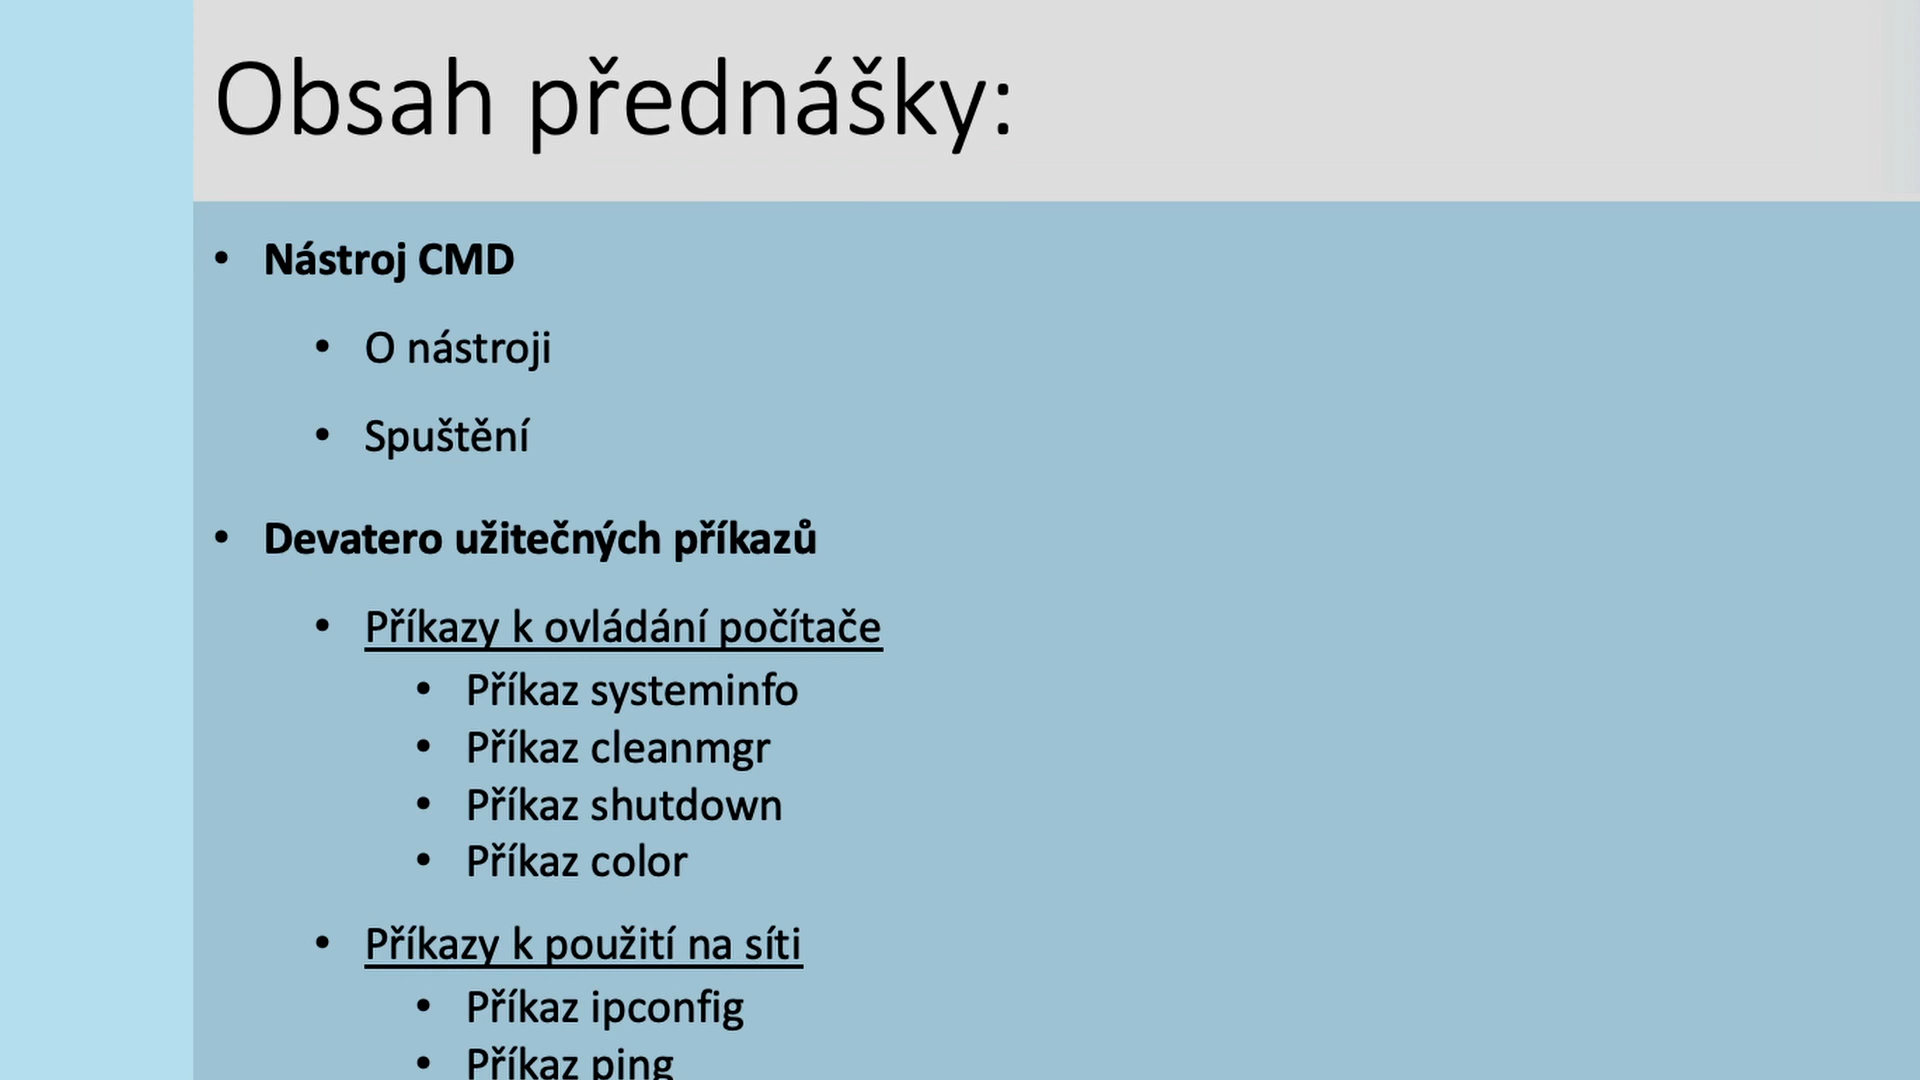 Obsah přednášky:
• Nástroj CMD
• O nástroji
• Spuštění
• Devatero užitečných příkazů
• Příkazy k ovládání počítače
• Příkaz systeminfo
• Příkaz cleanmgr
• Příkaz shutdown
• Příkaz color
• Příkazy k použití na síti
• Příkaz ipconfig
• Příkaz ping